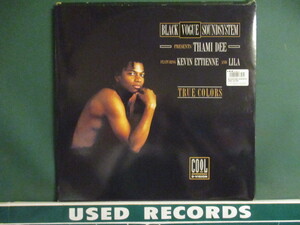 BLACK VOGUE SOUNDSYSTEM
PRESENTS THAMI DEE
FEATURING KEVIN ETTIENNE AND LILA
TRUE COLORS
COOL
USED RECORDS